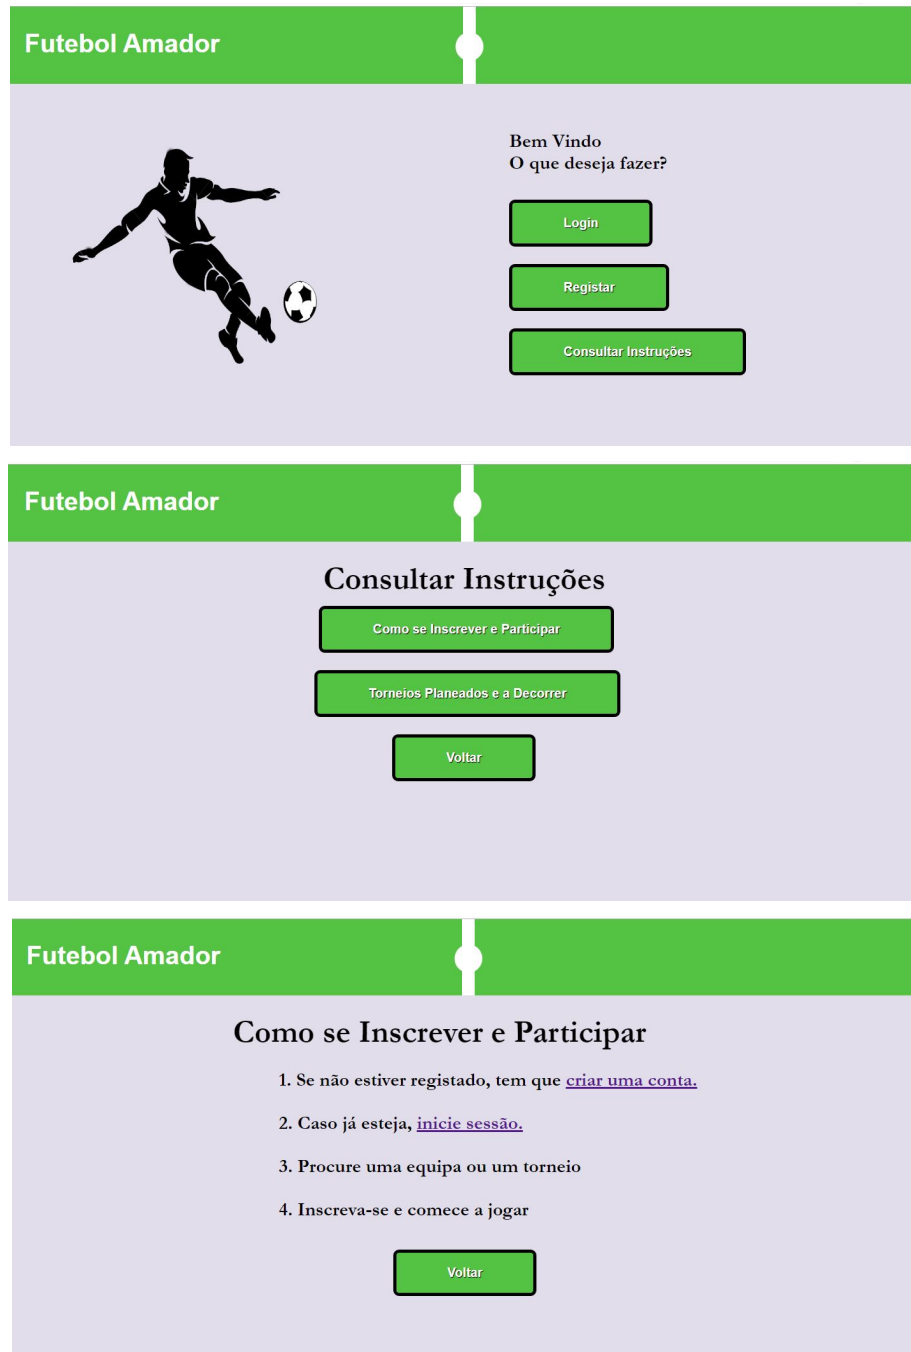 Futebol Amador
Bem Vindo
O que deseja fazer?
Login
Registar
Consultar Instruções
Futebol Amador
Consultar Instruções
Como se Inscrever e Participar
Torneios Planeados e a Decorrer
Voltar
Futebol Amador
Como se Inscrever e Participar
1. Se não estiver registado, tem que criar uma conta.
2. Caso já esteja, inicie sessão.
3. Procure uma equipa ou um torneio
4. Inscreva-se e comece a jogar
Voltar